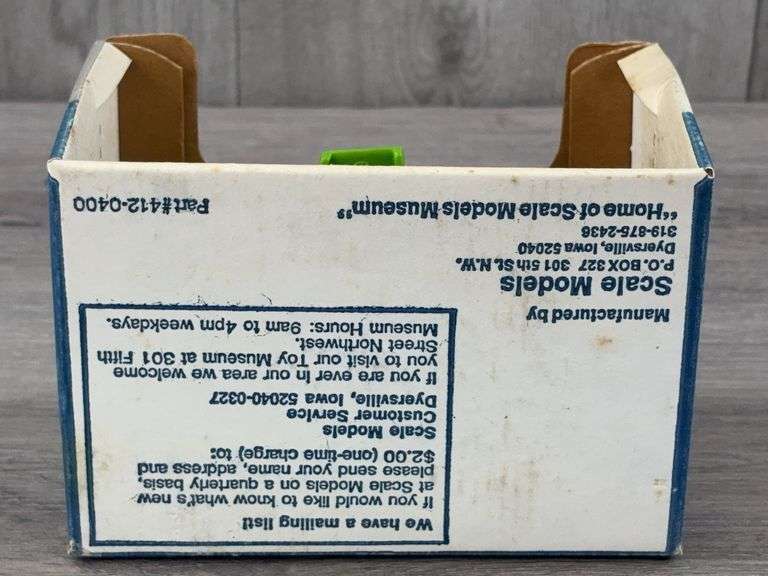 Manufactured by
Scale Models
P.O. BOX 327 301 5th St. N.W.
Dyersville, Iowa 52040
319-875-2436
“Home of Scale Models Museum”
Part#4412-0400
We have a mailing list!
If you would like to know what's new
at Scale Models on a quarterly basis,
please send your name, address and
$2.00 (one-time charge) to:
Scale Models
Customer Service
Dyersville, Iowa 52040-0327
If you are ever in our area we welcome
you to visit our Toy Museum at 301 Fifth
Street Northwest.
Museum Hours: 9am to 4pm weekdays.